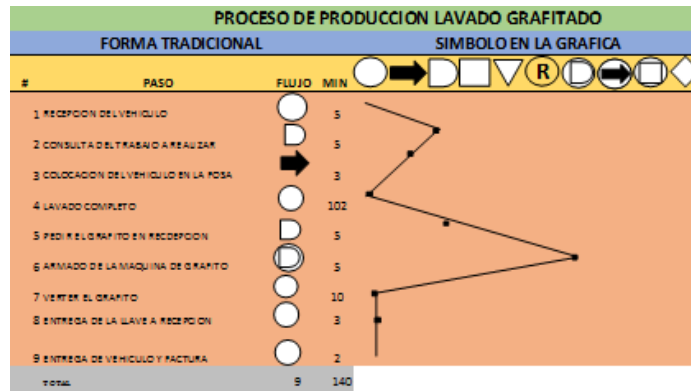 PROCESO DE PRODUCCION LAVADO GRAFITADO
FORMA TRADICIONAL SIMBOLO EN LA GRAFICA
# PASO FLUJO MIN R
1 RECEPCION DEL VEHICULO 5
2 CONSULTA DEL TRABAJO A REALIZAR 5
3 COLOCACION DEL VEHICULO EN LA FOSA 3
4 LAVADO COMPLETO 102
5 PEDIR EL GRAFITO EN RECDEPCION 5
6 ARMADO DE LA MAQUINA DE GRAFITO 5
7 VERTER EL GRAFITO 10
8 ENTREGA DE LA LLAVE A RECEPCION 3
9 ENTREGA DE VEHICULO Y FACTURA 2
TOTAL 9 140